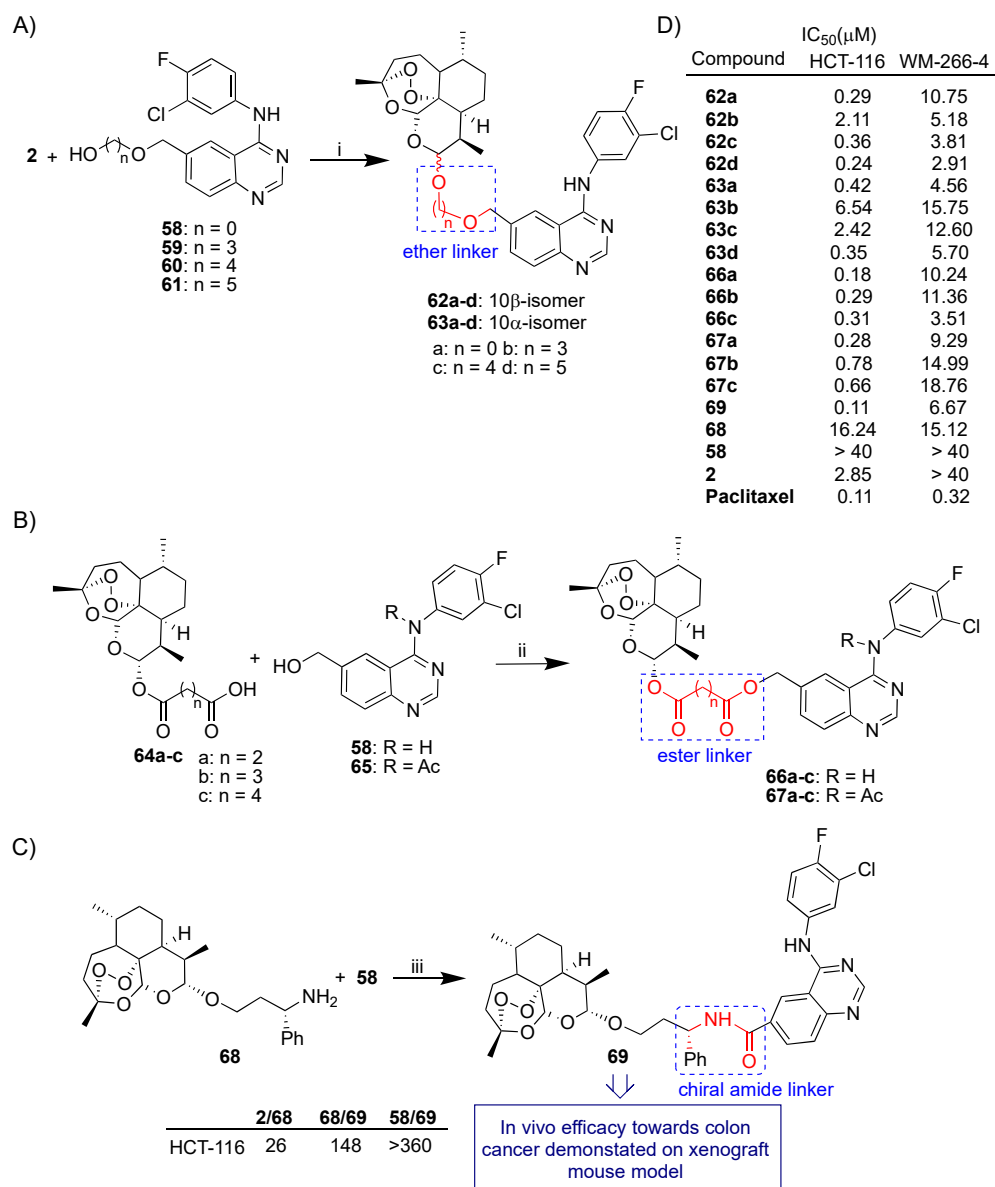 A)
F
Cl
NH
2 + HO ( )n O
N
N
i
58: n = 0
59: n = 3
60: n = 4
61: n = 5
H
O
O
O
O
H
O
( )n
O
ether linker
F
Cl
HN
N
N
62a-d: 10β-isomer
63a-d: 10α-isomer
a: n = 0 b: n = 3
c: n = 4 d: n = 5
D)
IC50(μM)
Compound HCT-116 WM-266-4
62a 0.29 10.75
62b 2.11 5.18
62c 0.36 3.81
62d 0.24 2.91
63a 0.42 4.56
63b 6.54 15.75
63c 2.42 12.60
63d 0.35 5.70
66a 0.18 10.24
66b 0.29 11.36
66c 0.31 3.51
67a 0.28 9.29
67b 0.78 14.99
67c 0.66 18.76
69 0.11 6.67
68 16.24 15.12
58 > 40 > 40
2 2.85 > 40
Paclitaxel 0.11 0.32
B)
O
O
O
O
H
O
( )n
OH
O
O
64a-c
a: n = 2
b: n = 3
c: n = 4
+
F
Cl
R
N
HO
N
N
58: R = H
65: R = Ac
ii
O
O
O
O
H
O
( )n
O
O
O
ester linker
F
Cl
R
N
N
N
66a-c: R = H
67a-c: R = Ac
C)
H
O
O
O
O
O
NH2
Ph
68
+ 58
iii
H
O
O
O
O
O
NH
O
Ph
69
chiral amide linker
F
Cl
HN
N
N
2/68 68/69 58/69
HCT-116 26 148 >360
In vivo efficacy towards colon
cancer demonstated on xenograft
mouse model